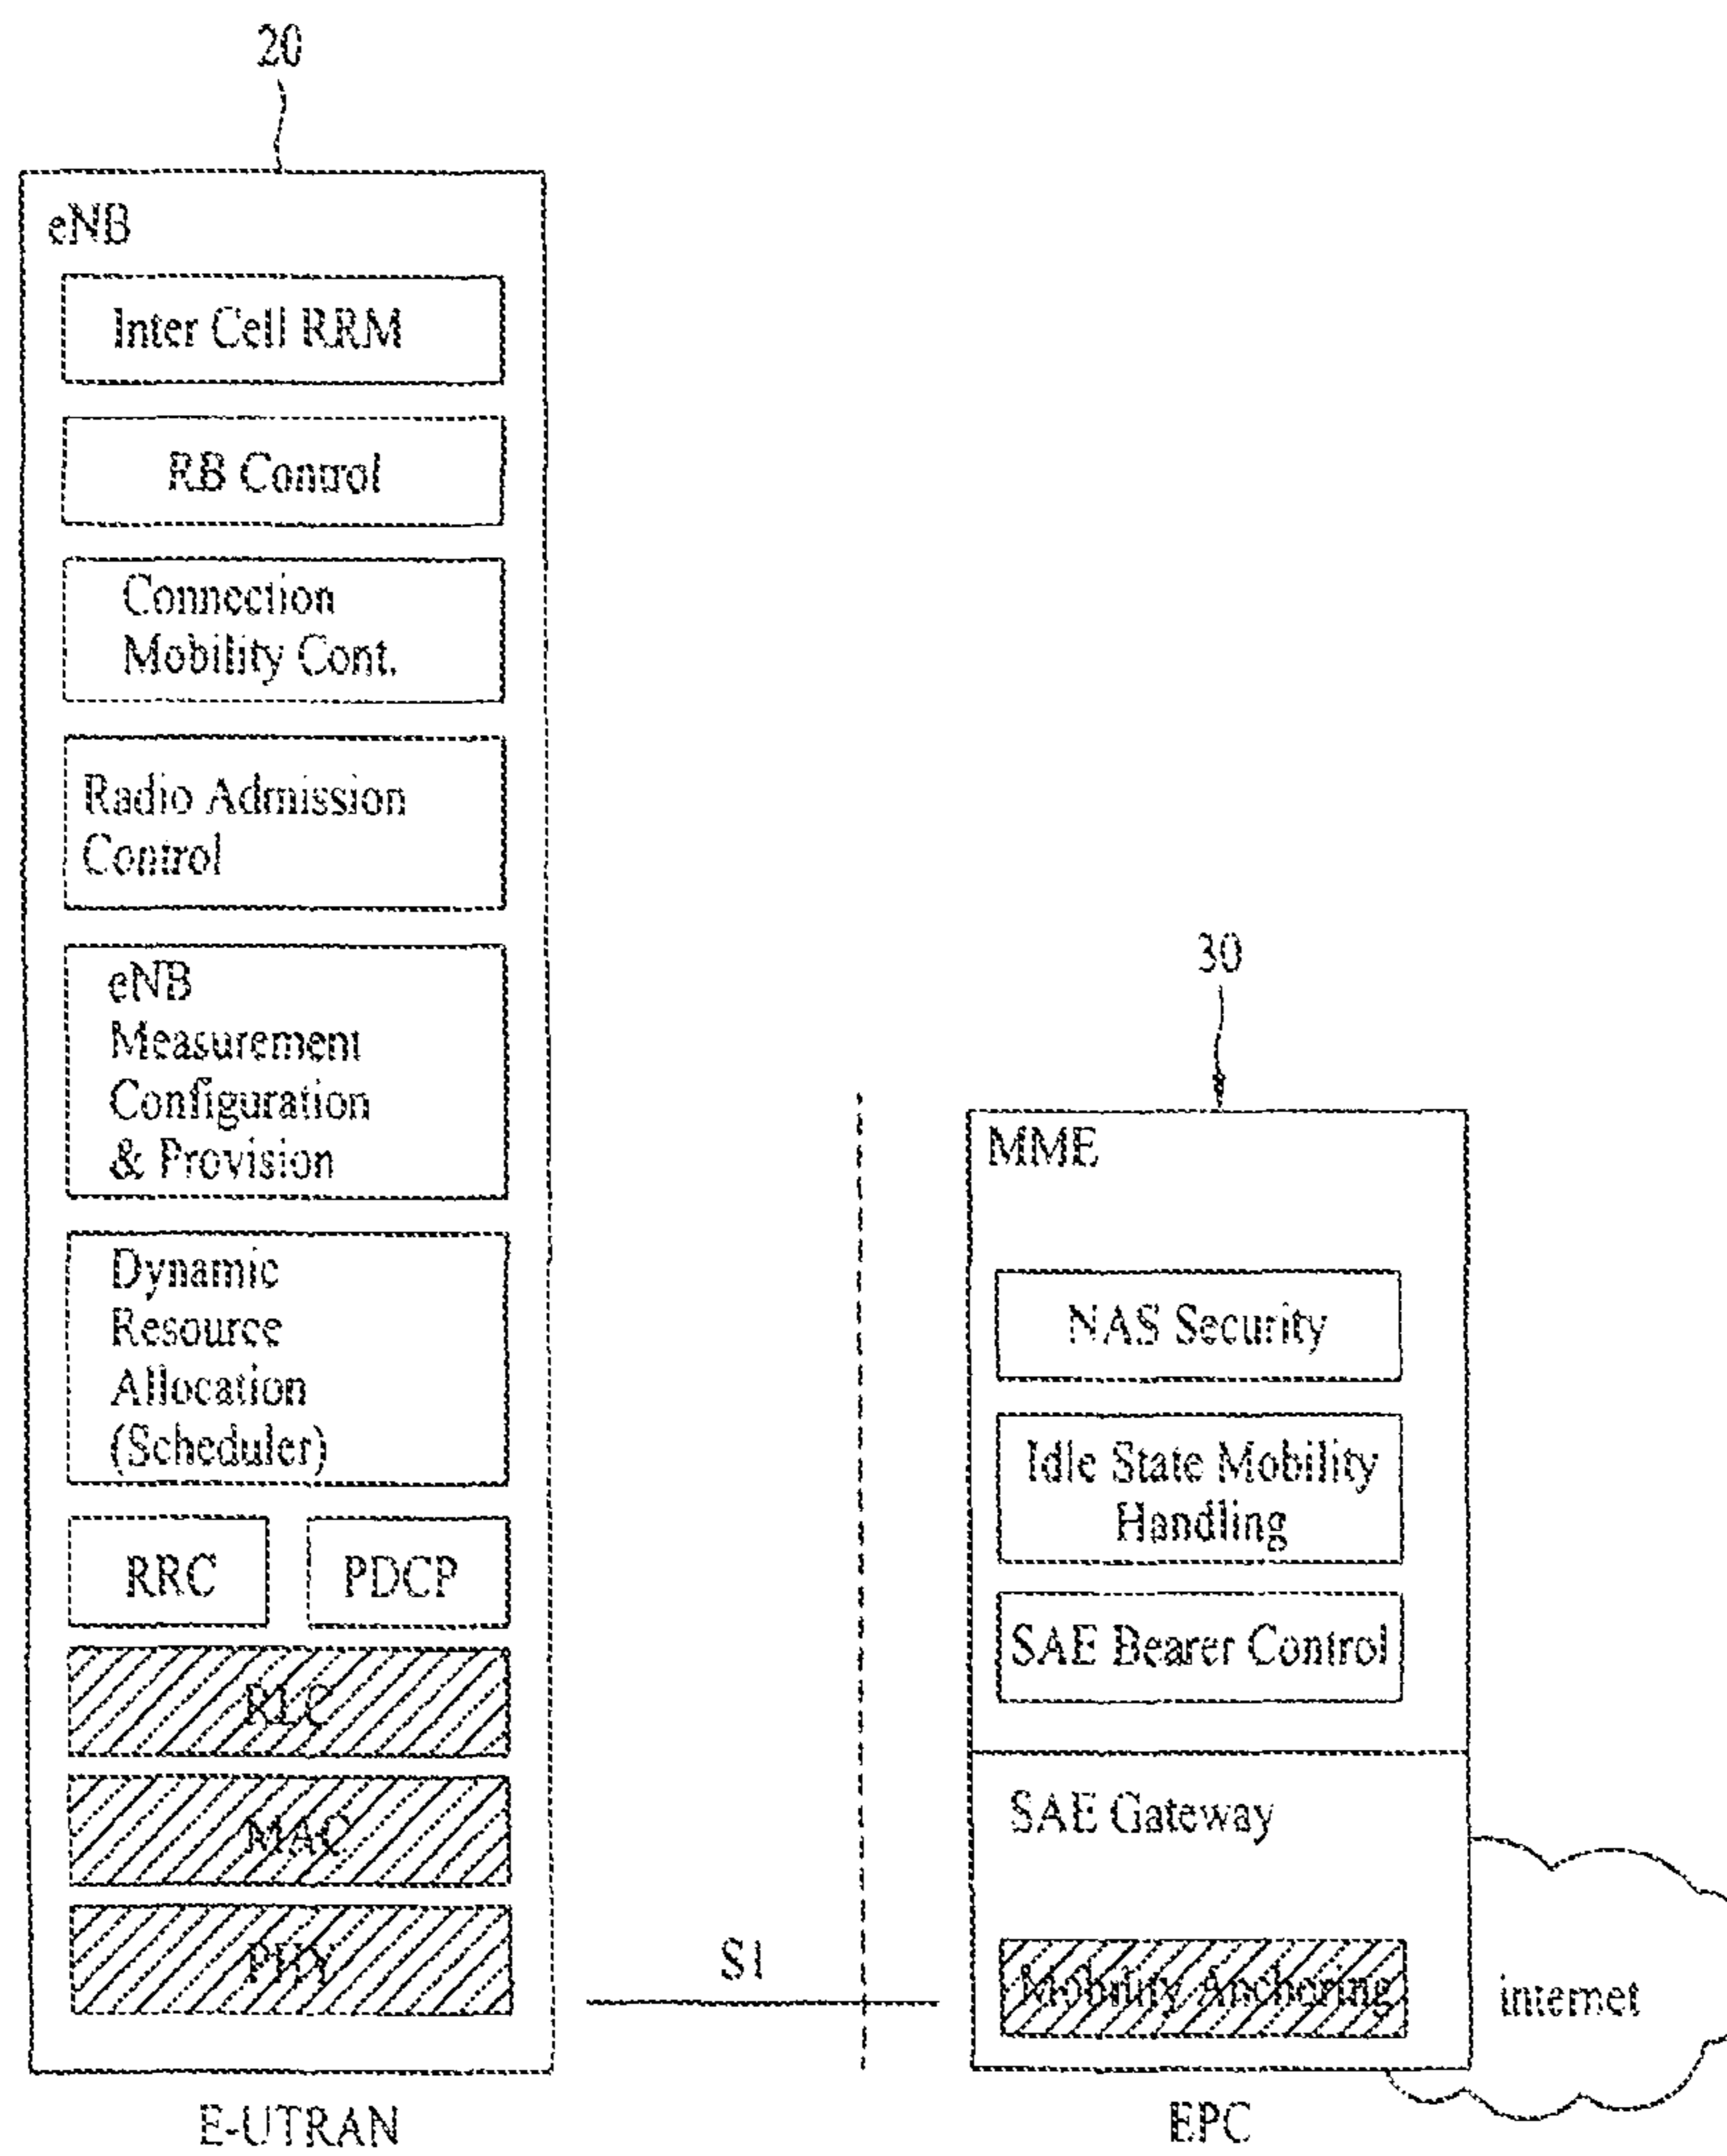 20
eNB
Inter Cell RRM
RB Control
Connection
Mobility Cont.
Radio Admission
Control
eNB
Measurement
Configuration
& Provision
Dynamic
Resource
Allocation
(Scheduler)
RRC
PDCP
RLC
MAC
PHY
E-UTRAN
S1
30
MME
NAS Security
Idle State Mobility
Handling
SAE Bearer Control
SAE Gateway
Mobility Anchoring
EPC
internet